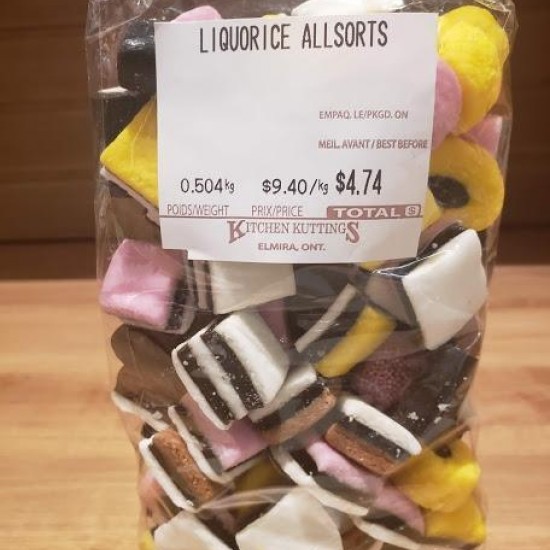 LIQUORICE ALLSORTS
EMPAQ. LE/PKGD. ON
MEIL. AVANT / BEST BEFORE
0.504kg $9.40/kg $4.74
POIDS/WEIGHT PRIX/PRICE TOTAL $
KITCHEN KUTTINGS
ELMIRA, ONT.